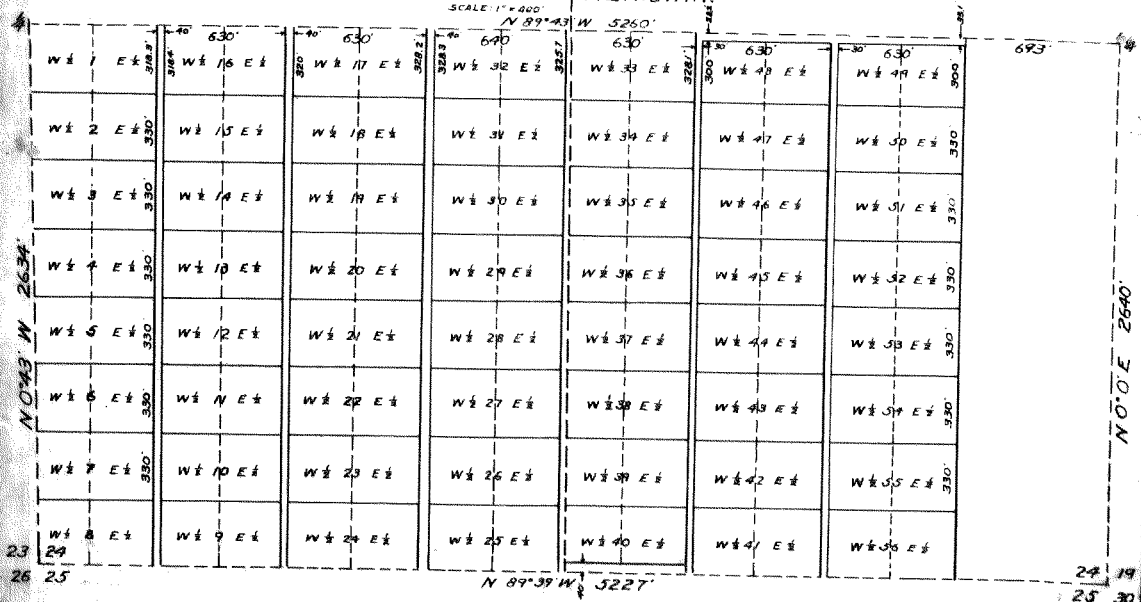 SCALE: 1" = 400'
N 89°43' W 5260'
40 630' 40 630' 40 640 630' 30 630' 30 630' 693'
W½ 1 E½ 318.3' 318.4' W½ 16 E½ 320' W½ 17 E½ 328.2' 328.3 W½ 32 E½ 325.7 W½ 33 E½ 328.1' 300' W½ 48 E½ W½ 49 E½ 300'
W½ 2 E½ 330' W½ 15 E½ W½ 18 E½ W½ 31 E½ W½ 34 E½ W½ 47 E½ W½ 50 E½ 330'
W½ 3 E½ 330' W½ 14 E½ W½ 19 E½ W½ 30 E½ W½ 35 E½ W½ 46 E½ W½ 51 E½ 330'
W½ 4 E½ 330' W½ 13 E½ W½ 20 E½ W½ 29 E½ W½ 36 E½ W½ 45 E½ W½ 52 E½ 330'
W½ 5 E½ 330' W½ 12 E½ W½ 21 E½ W½ 28 E½ W½ 37 E½ W½ 44 E½ W½ 53 E½ 330'
W½ 6 E½ 330' W½ 11 E½ W½ 22 E½ W½ 27 E½ W½ 38 E½ W½ 43 E½ W½ 54 E½ 330'
W½ 7 E½ 330' W½ 10 E½ W½ 23 E½ W½ 26 E½ W½ 39 E½ W½ 42 E½ W½ 55 E½ 330'
W½ 8 E½ W½ 9 E½ W½ 24 E½ W½ 25 E½ W½ 40 E½ W½ 41 E½ W½ 56 E½
N 0°43' W 2634'
N 0°0' E 2640'
23 24
26 25
N 89°39' W 5227'
40
24 19
25 30